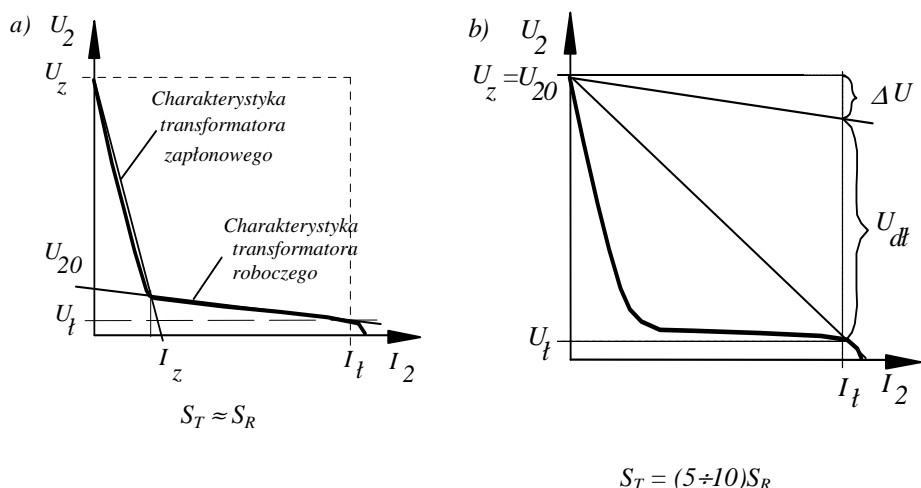 a)
U2
Uz
Charakterystyka
transformatora
zapłonowego
Charakterystyka
transformatora
roboczego
U20
Uł
Iz
Ił
I2
ST ≈ SR
b)
U2
Uz =U20
ΔU
Udł
Uł
Ił
I2
ST = (5÷10)SR